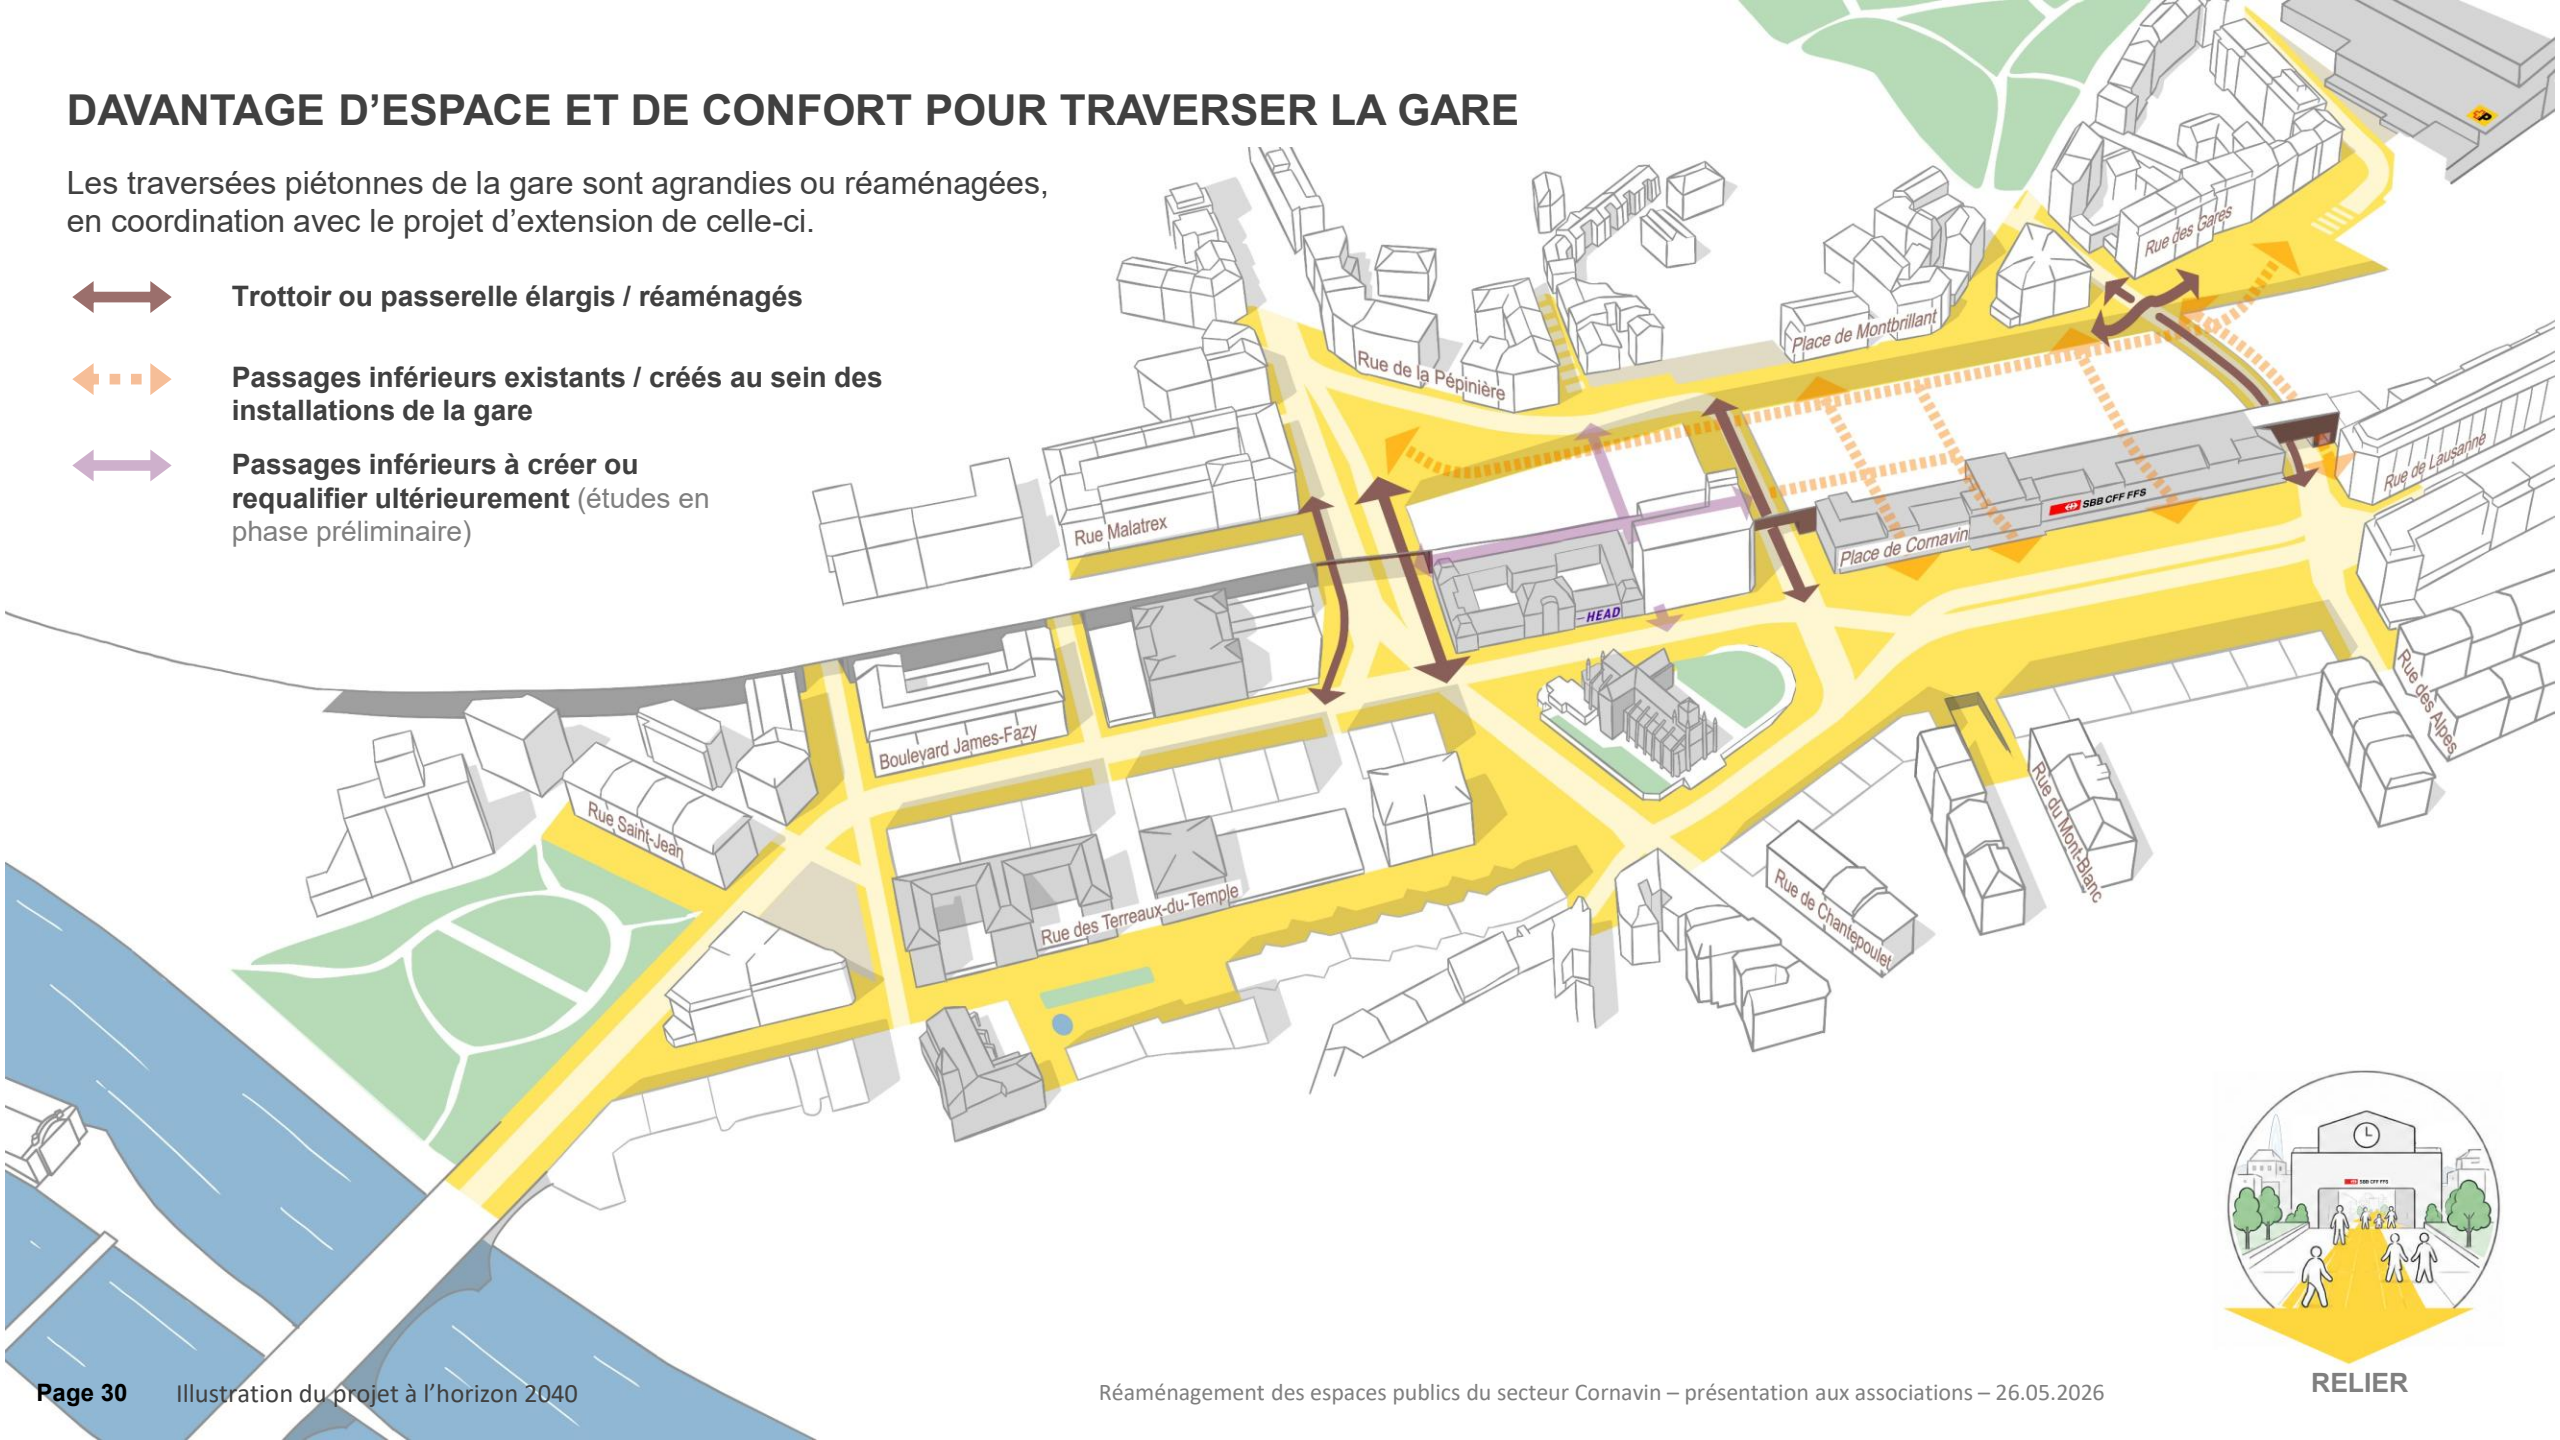 DAVANTAGE D’ESPACE ET DE CONFORT POUR TRAVERSER LA GARE
Les traversées piétonnes de la gare sont agrandies ou réaménagées,
en coordination avec le projet d’extension de celle-ci.
Trottoir ou passerelle élargis / réaménagés
Passages inférieurs existants / créés au sein des
installations de la gare
Passages inférieurs à créer ou
requalifier ultérieurement (études en
phase préliminaire)
P
Rue des Gares
Place de Montbrillant
Rue de la Pépinière
Rue de Lausanne
SBB CFF FFS
Rue Malatrex
Place de Cornavin
HEAD
Rue des Alpes
Boulevard James-Fazy
Rue du Mont-Blanc
Rue Saint-Jean
Rue de Chantepoulet
Rue des Terreaux-du-Temple
SBB CFF FFS
RELIER
Page 30
Illustration du projet à l’horizon 2040
Réaménagement des espaces publics du secteur Cornavin – présentation aux associations – 26.05.2026